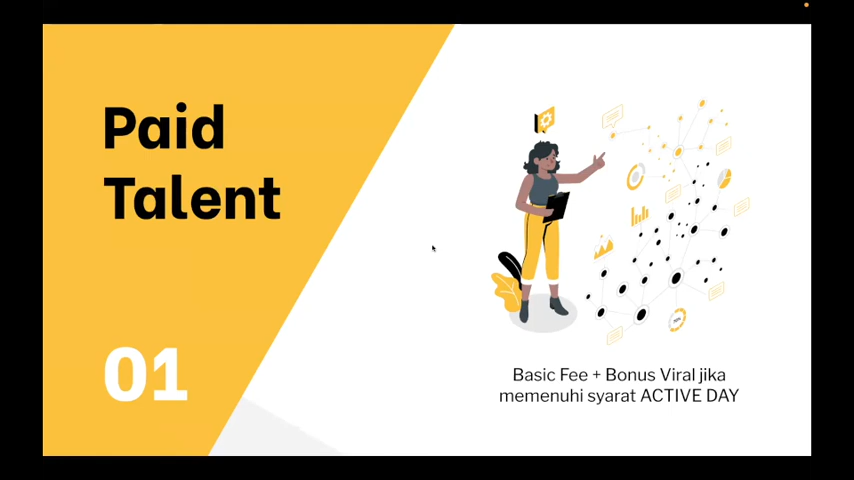 Paid
Talent
01
Basic Fee + Bonus Viral jika
memenuhi syarat ACTIVE DAY